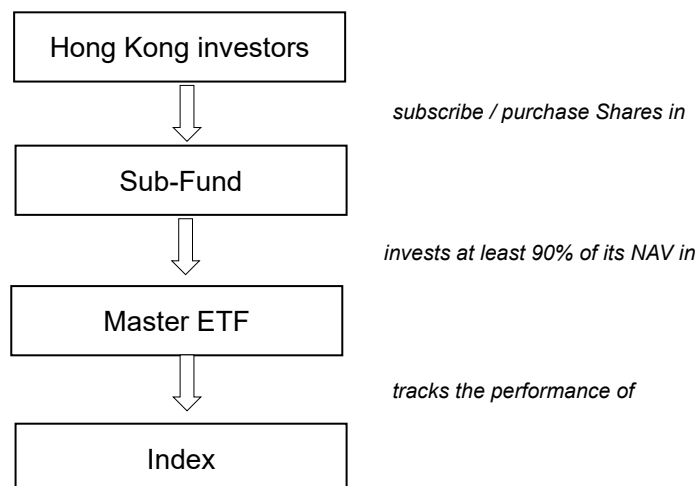 Hong Kong investors
subscribe / purchase Shares in
Sub-Fund
invests at least 90% of its NAV in
Master ETF
tracks the performance of
Index